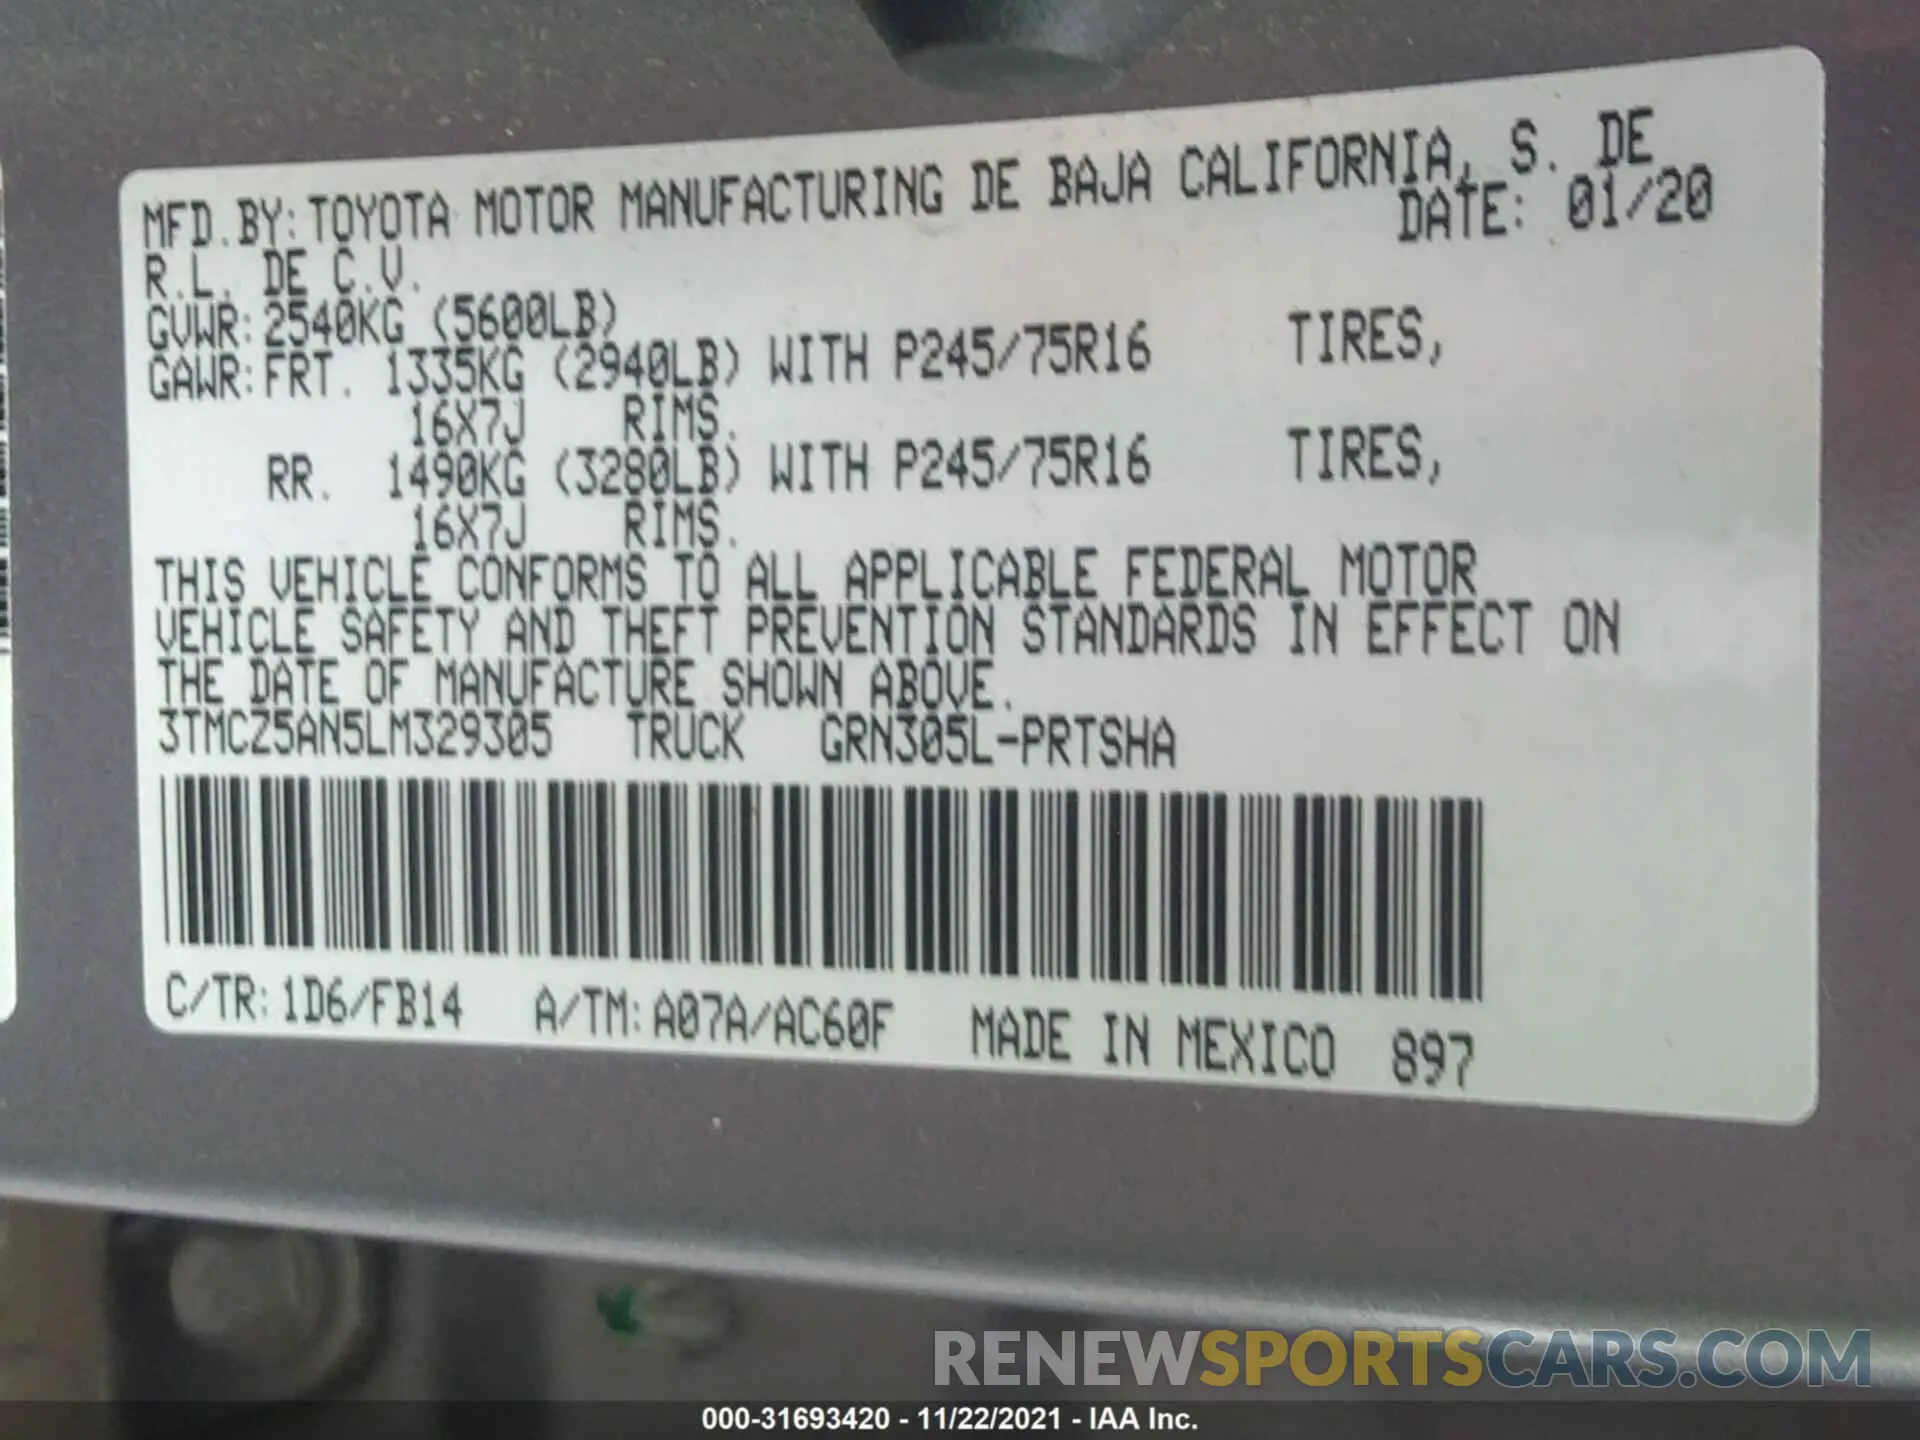 MFD.BY:TOYOTA MOTOR MANUFACTURING DE BAJA CALIFORNIA, S. DE
R.L. DE C.V.
DATE: 01/20
GVWR:2540KG (5600LB)
GAWR:FRT. 1335KG (2940LB) WITH P245/75R16 TIRES,
16X7J RIMS.
RR. 1490KG (3280LB) WITH P245/75R16 TIRES,
16X7J RIMS.
THIS VEHICLE CONFORMS TO ALL APPLICABLE FEDERAL MOTOR
VEHICLE SAFETY AND THEFT PREVENTION STANDARDS IN EFFECT ON
THE DATE OF MANUFACTURE SHOWN ABOVE.
3TMCZ5AN5LM329305 TRUCK GRN305L-PRTSHA
C/TR:1D6/FB14 A/TM:A07A/AC60F MADE IN MEXICO 897
RENEWSPORTSCARS.COM
000-31693420 - 11/22/2021 - IAA Inc.